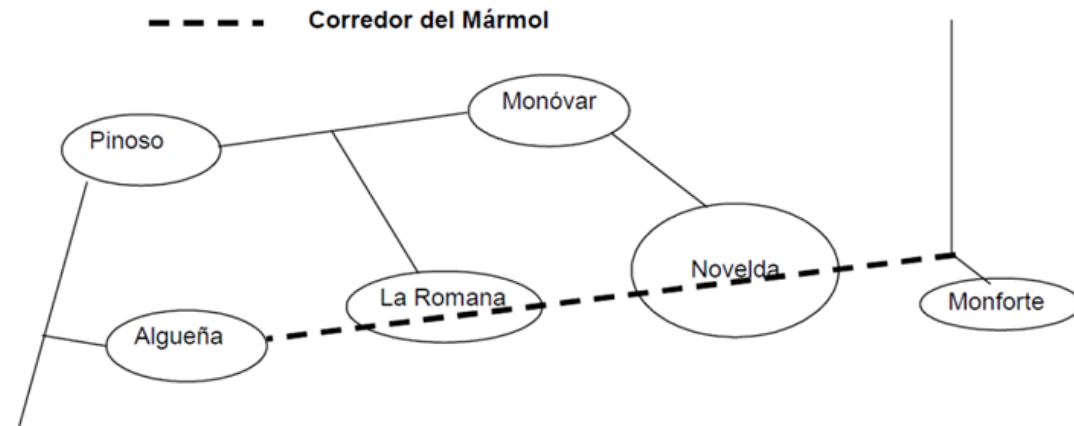 Corredor del Mármol
Monóvar
Pinoso
Novelda
La Romana
Monforte
Algueña